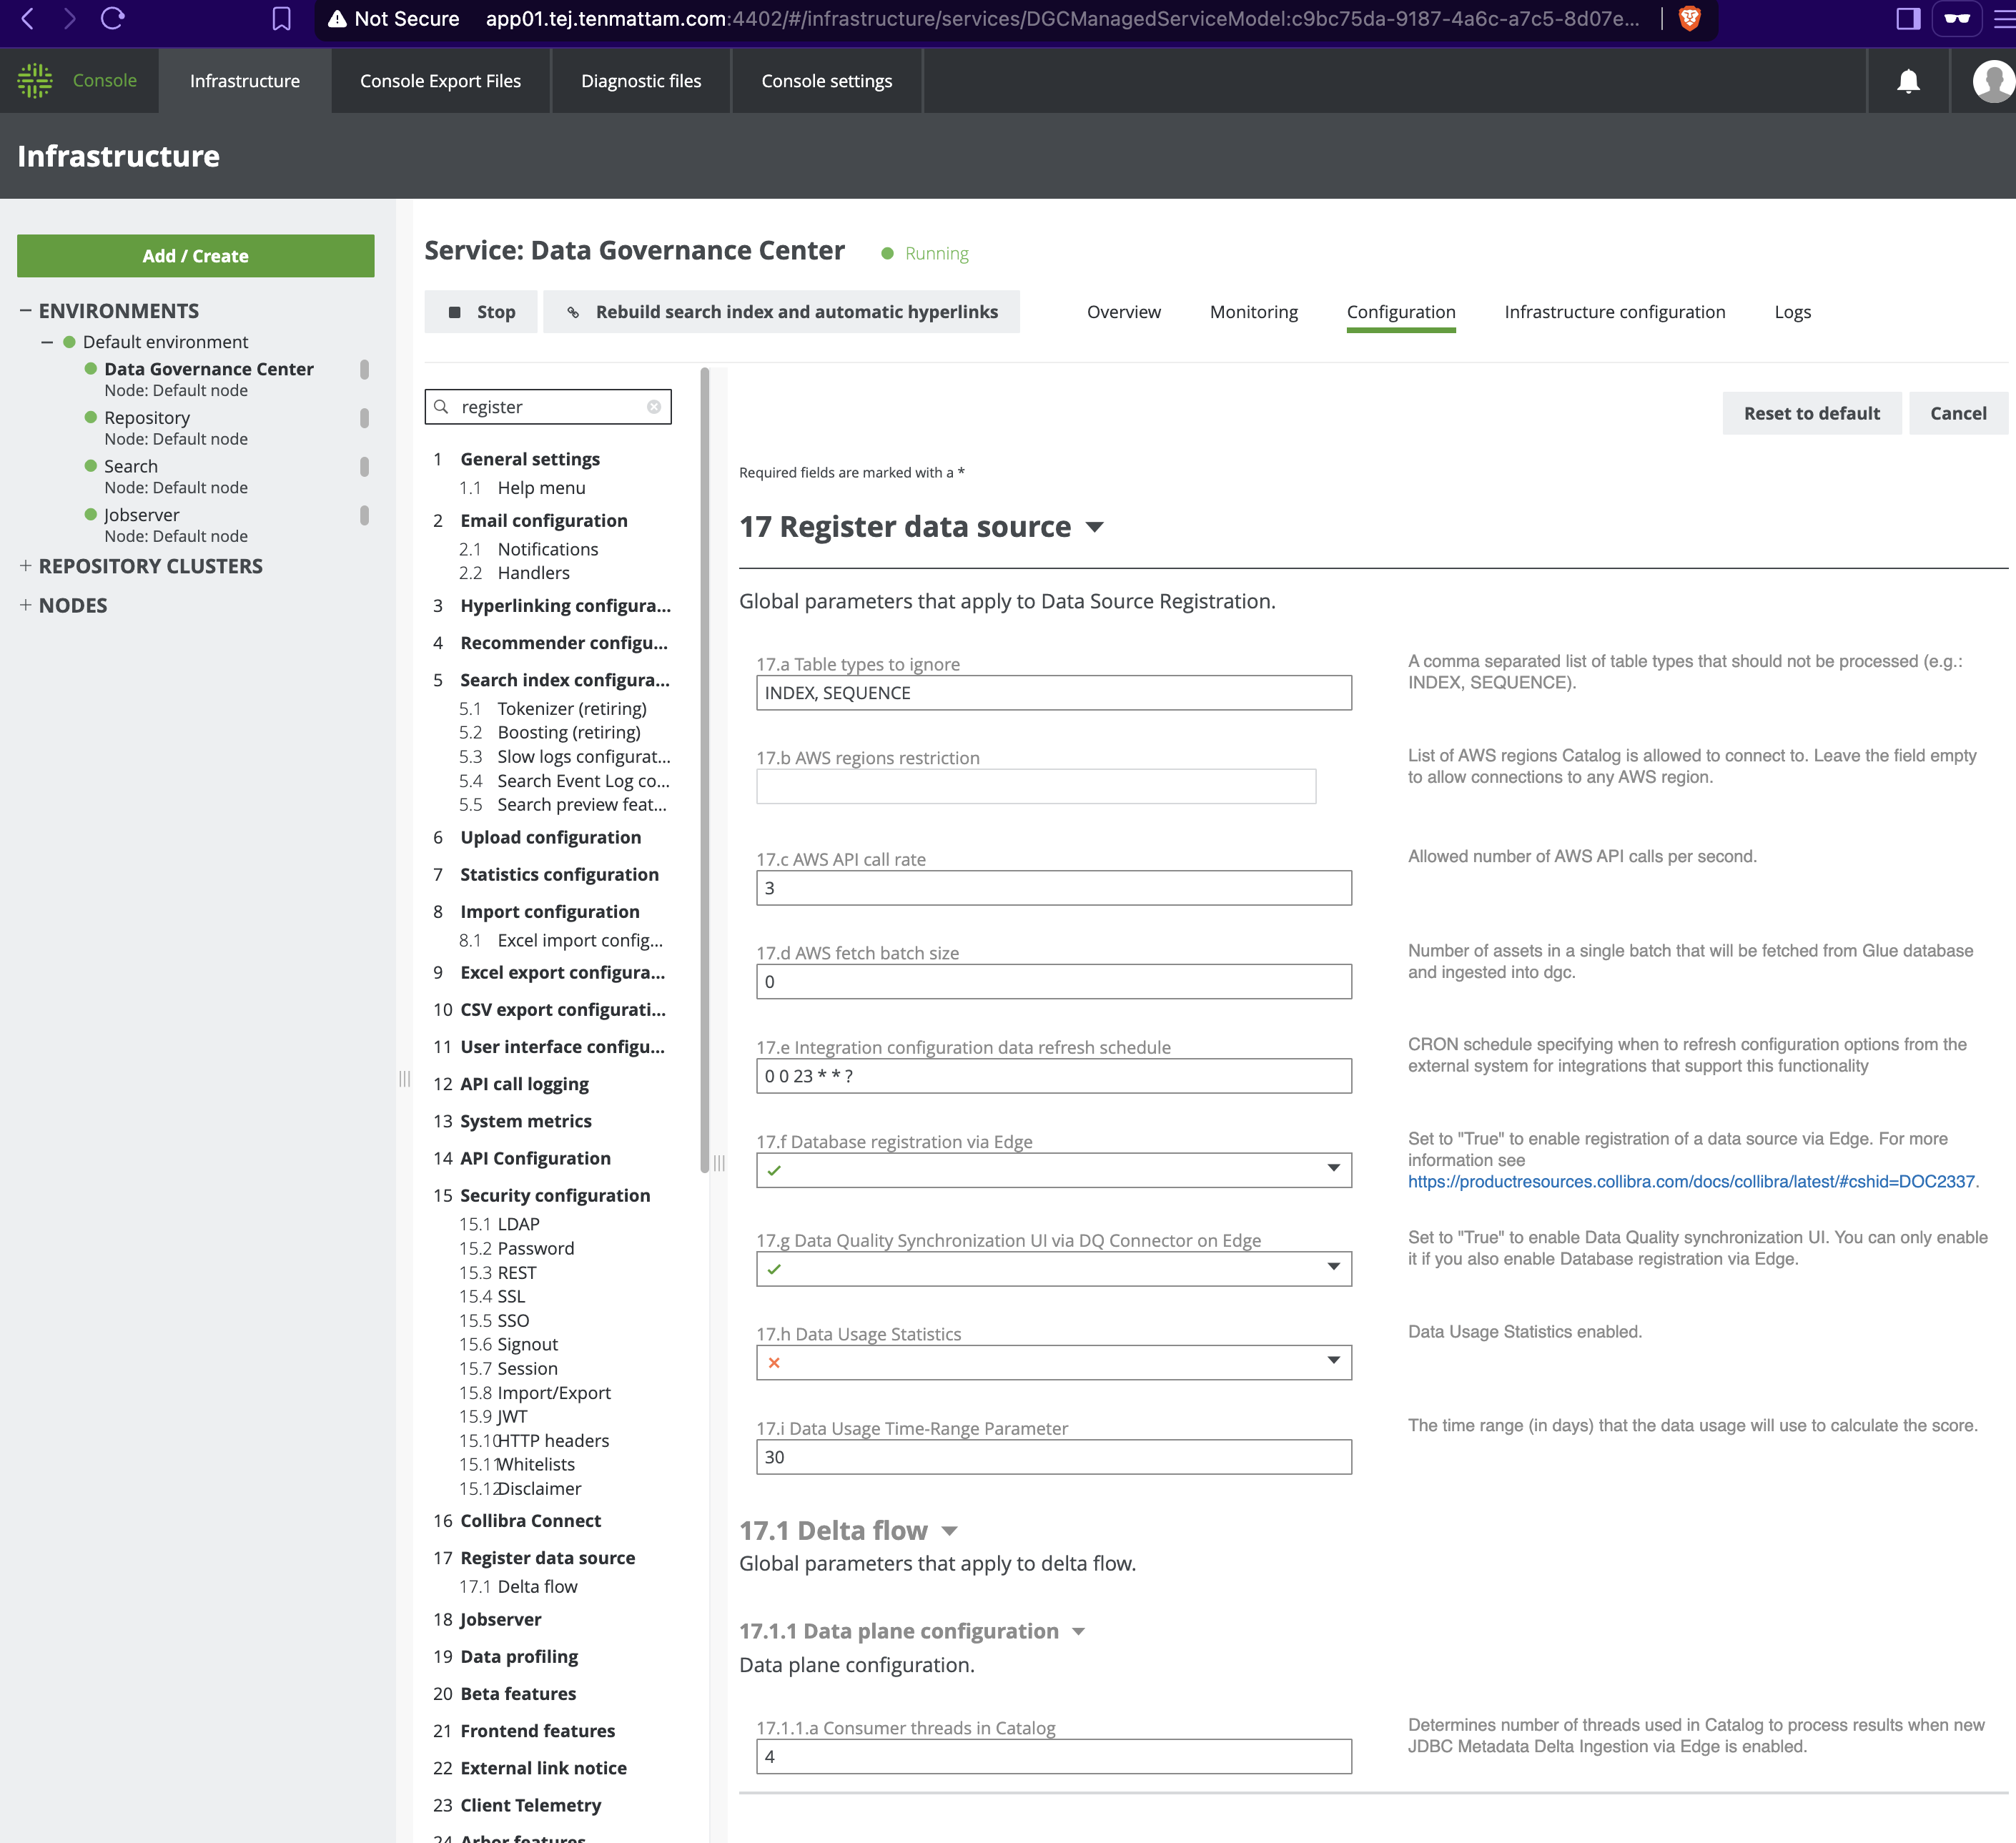 Not Secure app01.tej.tenmattam.com:4402/#/infrastructure/services/DGCManagedServiceModel:c9bc75da-9187-4a6c-a7c5-8d07e...
Console
Infrastructure
Console Export Files
Diagnostic files
Console settings
Infrastructure
Add / Create
ENVIRONMENTS
Default environment
Data Governance Center
Node: Default node
Repository
Node: Default node
Search
Node: Default node
Jobserver
Node: Default node
REPOSITORY CLUSTERS
NODES
Service: Data Governance Center
Running
Stop
Rebuild search index and automatic hyperlinks
Overview
Monitoring
Configuration
Infrastructure configuration
Logs
register
1 General settings
1.1 Help menu
2 Email configuration
2.1 Notifications
2.2 Handlers
3 Hyperlinking configura...
4 Recommender configu...
5 Search index configura...
5.1 Tokenizer (retiring)
5.2 Boosting (retiring)
5.3 Slow logs configurat...
5.4 Search Event Log co...
5.5 Search preview feat...
6 Upload configuration
7 Statistics configuration
8 Import configuration
8.1 Excel import config...
9 Excel export configura...
10 CSV export configurati...
11 User interface configu...
12 API call logging
13 System metrics
14 API Configuration
15 Security configuration
15.1 LDAP
15.2 Password
15.3 REST
15.4 SSL
15.5 SSO
15.6 Signout
15.7 Session
15.8 Import/Export
15.9 JWT
15.10 HTTP headers
15.11 Whitelists
15.12 Disclaimer
16 Collibra Connect
17 Register data source
17.1 Delta flow
18 Jobserver
19 Data profiling
20 Beta features
21 Frontend features
22 External link notice
23 Client Telemetry
24 Arbor features
Reset to default
Cancel
Required fields are marked with a *
17 Register data source
Global parameters that apply to Data Source Registration.
17.a Table types to ignore
INDEX, SEQUENCE
A comma separated list of table types that should not be processed (e.g.:
INDEX, SEQUENCE).
17.b AWS regions restriction
List of AWS regions Catalog is allowed to connect to. Leave the field empty
to allow connections to any AWS region.
17.c AWS API call rate
3
Allowed number of AWS API calls per second.
17.d AWS fetch batch size
0
Number of assets in a single batch that will be fetched from Glue database
and ingested into dgc.
17.e Integration configuration data refresh schedule
0 0 23 * * ?
CRON schedule specifying when to refresh configuration options from the
external system for integrations that support this functionality
17.f Database registration via Edge
Set to "True" to enable registration of a data source via Edge. For more
information see
https://productresources.collibra.com/docs/collibra/latest/#cshid=DOC2337.
17.g Data Quality Synchronization UI via DQ Connector on Edge
Set to "True" to enable Data Quality synchronization UI. You can only enable
it if you also enable Database registration via Edge.
17.h Data Usage Statistics
Data Usage Statistics enabled.
17.i Data Usage Time-Range Parameter
30
The time range (in days) that the data usage will use to calculate the score.
17.1 Delta flow
Global parameters that apply to delta flow.
17.1.1 Data plane configuration
Data plane configuration.
17.1.1.a Consumer threads in Catalog
4
Determines number of threads used in Catalog to process results when new
JDBC Metadata Delta Ingestion via Edge is enabled.